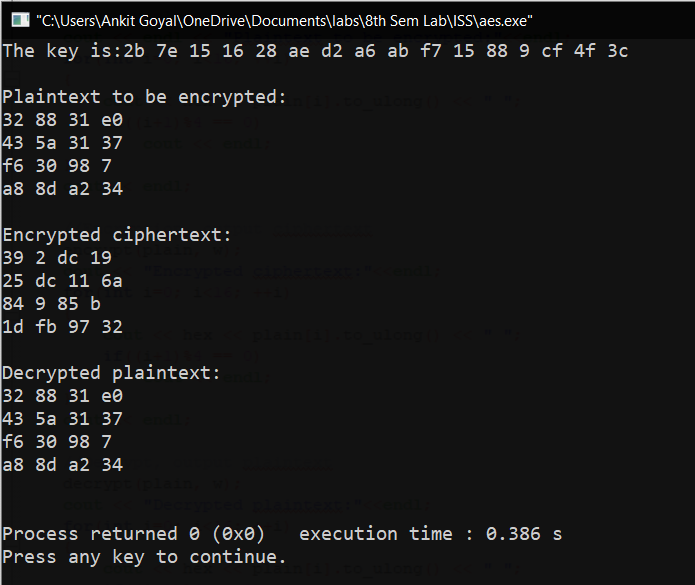 "C:\Users\Ankit Goyal\OneDrive\Documents\labs\8th Sem Lab\ISS\aes.exe"
The key is:2b 7e 15 16 28 ae d2 a6 ab f7 15 88 9 cf 4f 3c
Plaintext to be encrypted:
32 88 31 e0
43 5a 31 37
f6 30 98 7
a8 8d a2 34
Encrypted ciphertext:
39 2 dc 19
25 dc 11 6a
84 9 85 b
1d fb 97 32
Decrypted plaintext:
32 88 31 e0
43 5a 31 37
f6 30 98 7
a8 8d a2 34
Process returned 0 (0x0)   execution time : 0.386 s
Press any key to continue.